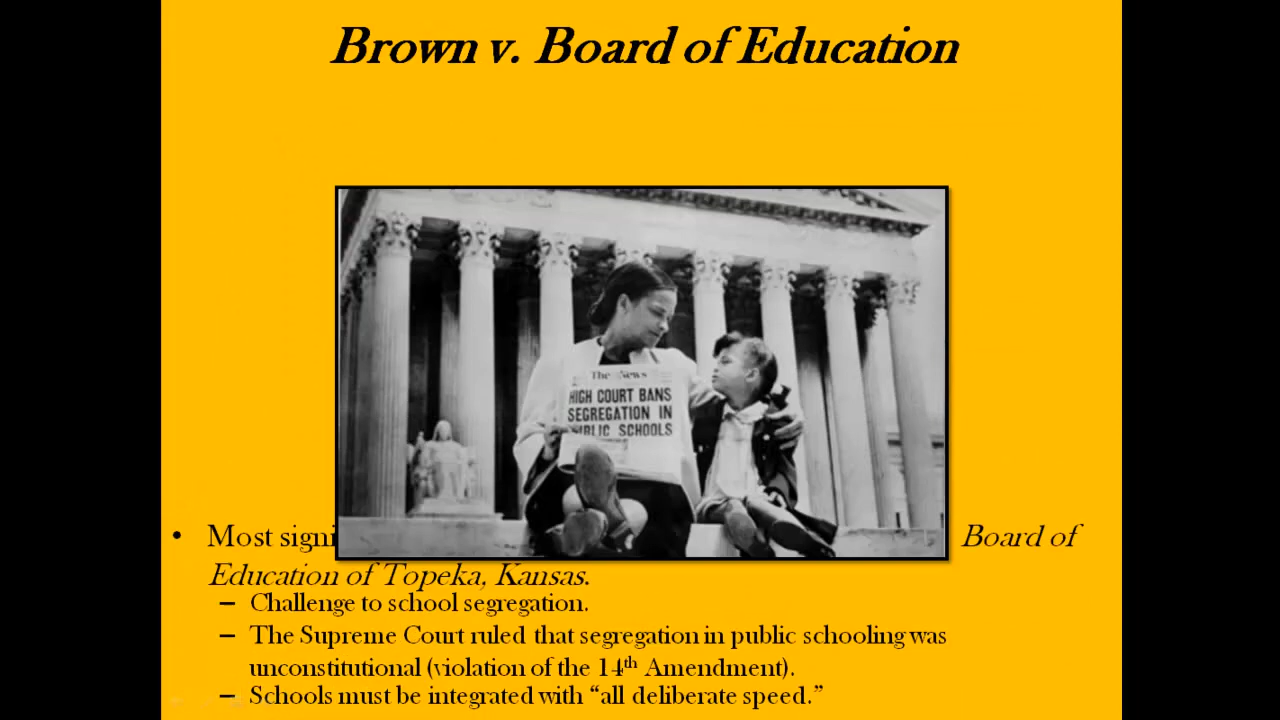 Brown v. Board of Education
The News
HIGH COURT BANS
SEGREGATION IN
PUBLIC SCHOOLS
• Most signi Board of
Education of Topeka, Kansas.
– Challenge to school segregation.
– The Supreme Court ruled that segregation in public schooling was
unconstitutional (violation of the 14th Amendment).
– Schools must be integrated with “all deliberate speed.”